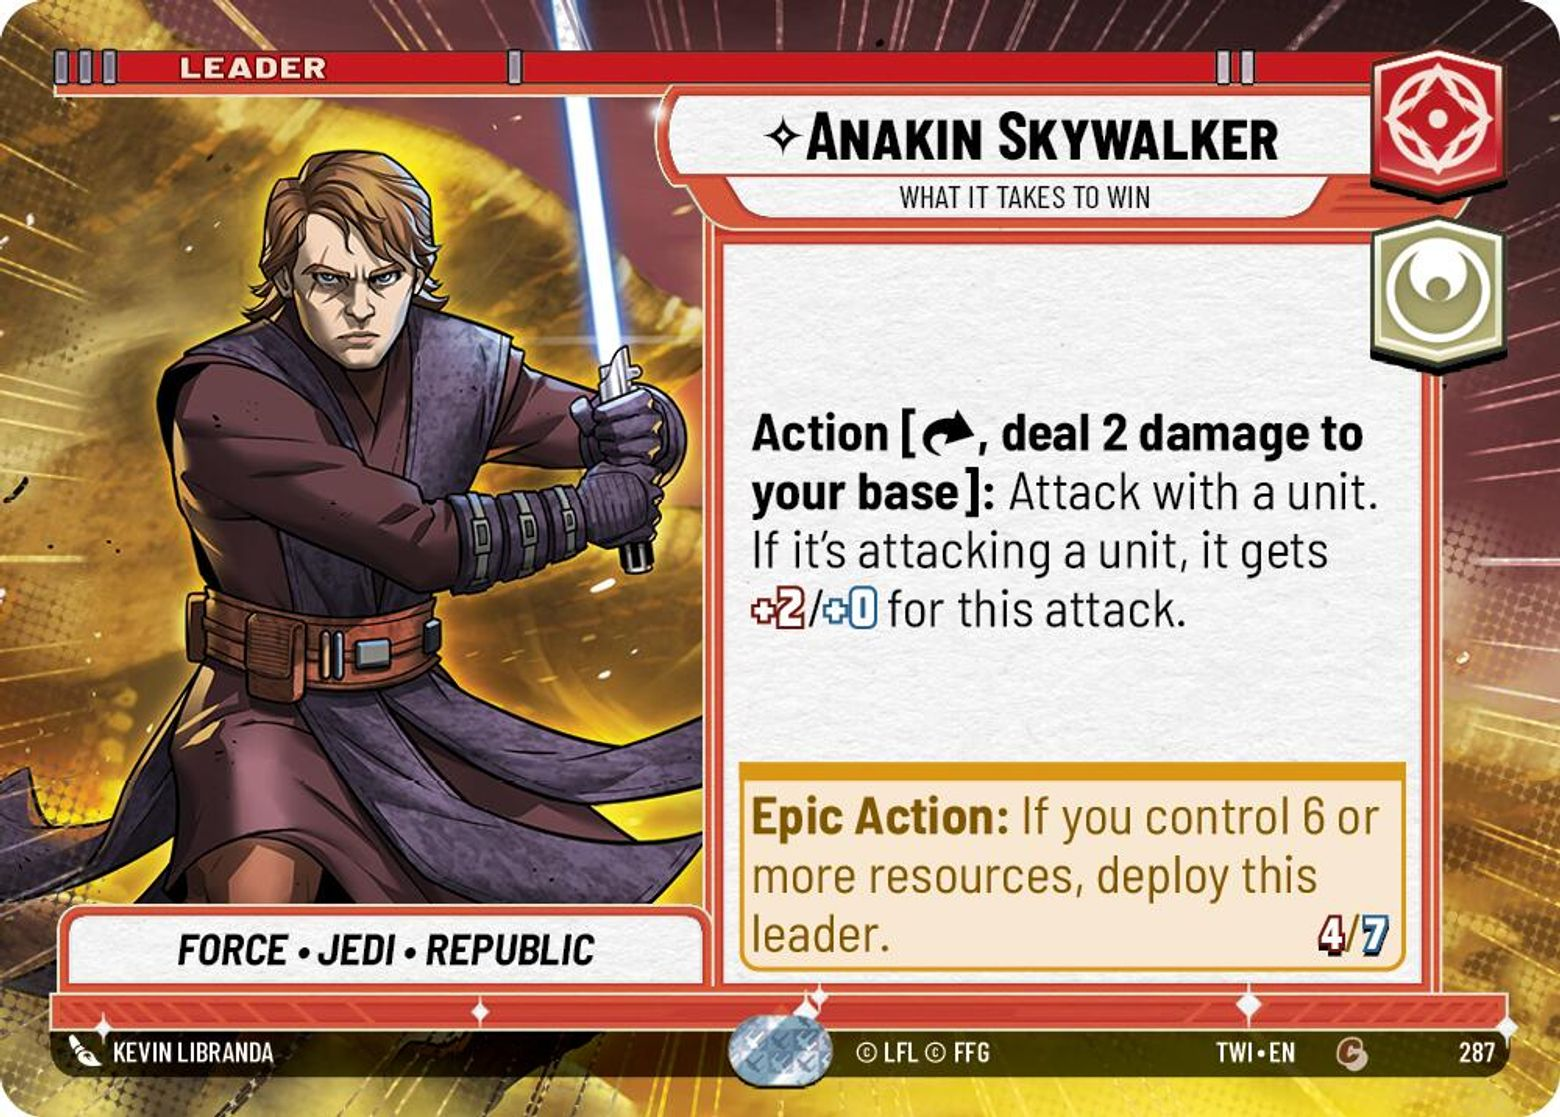 LEADER
ANAKIN SKYWALKER
WHAT IT TAKES TO WIN
Action [, deal 2 damage to
your base]: Attack with a unit.
If it's attacking a unit, it gets
+2/+0 for this attack.
Epic Action: If you control 6 or
more resources, deploy this
leader. 4/7
FORCE • JEDI • REPUBLIC
KEVIN LIBRANDA
© LFL © FFG
TWI • EN
C
287